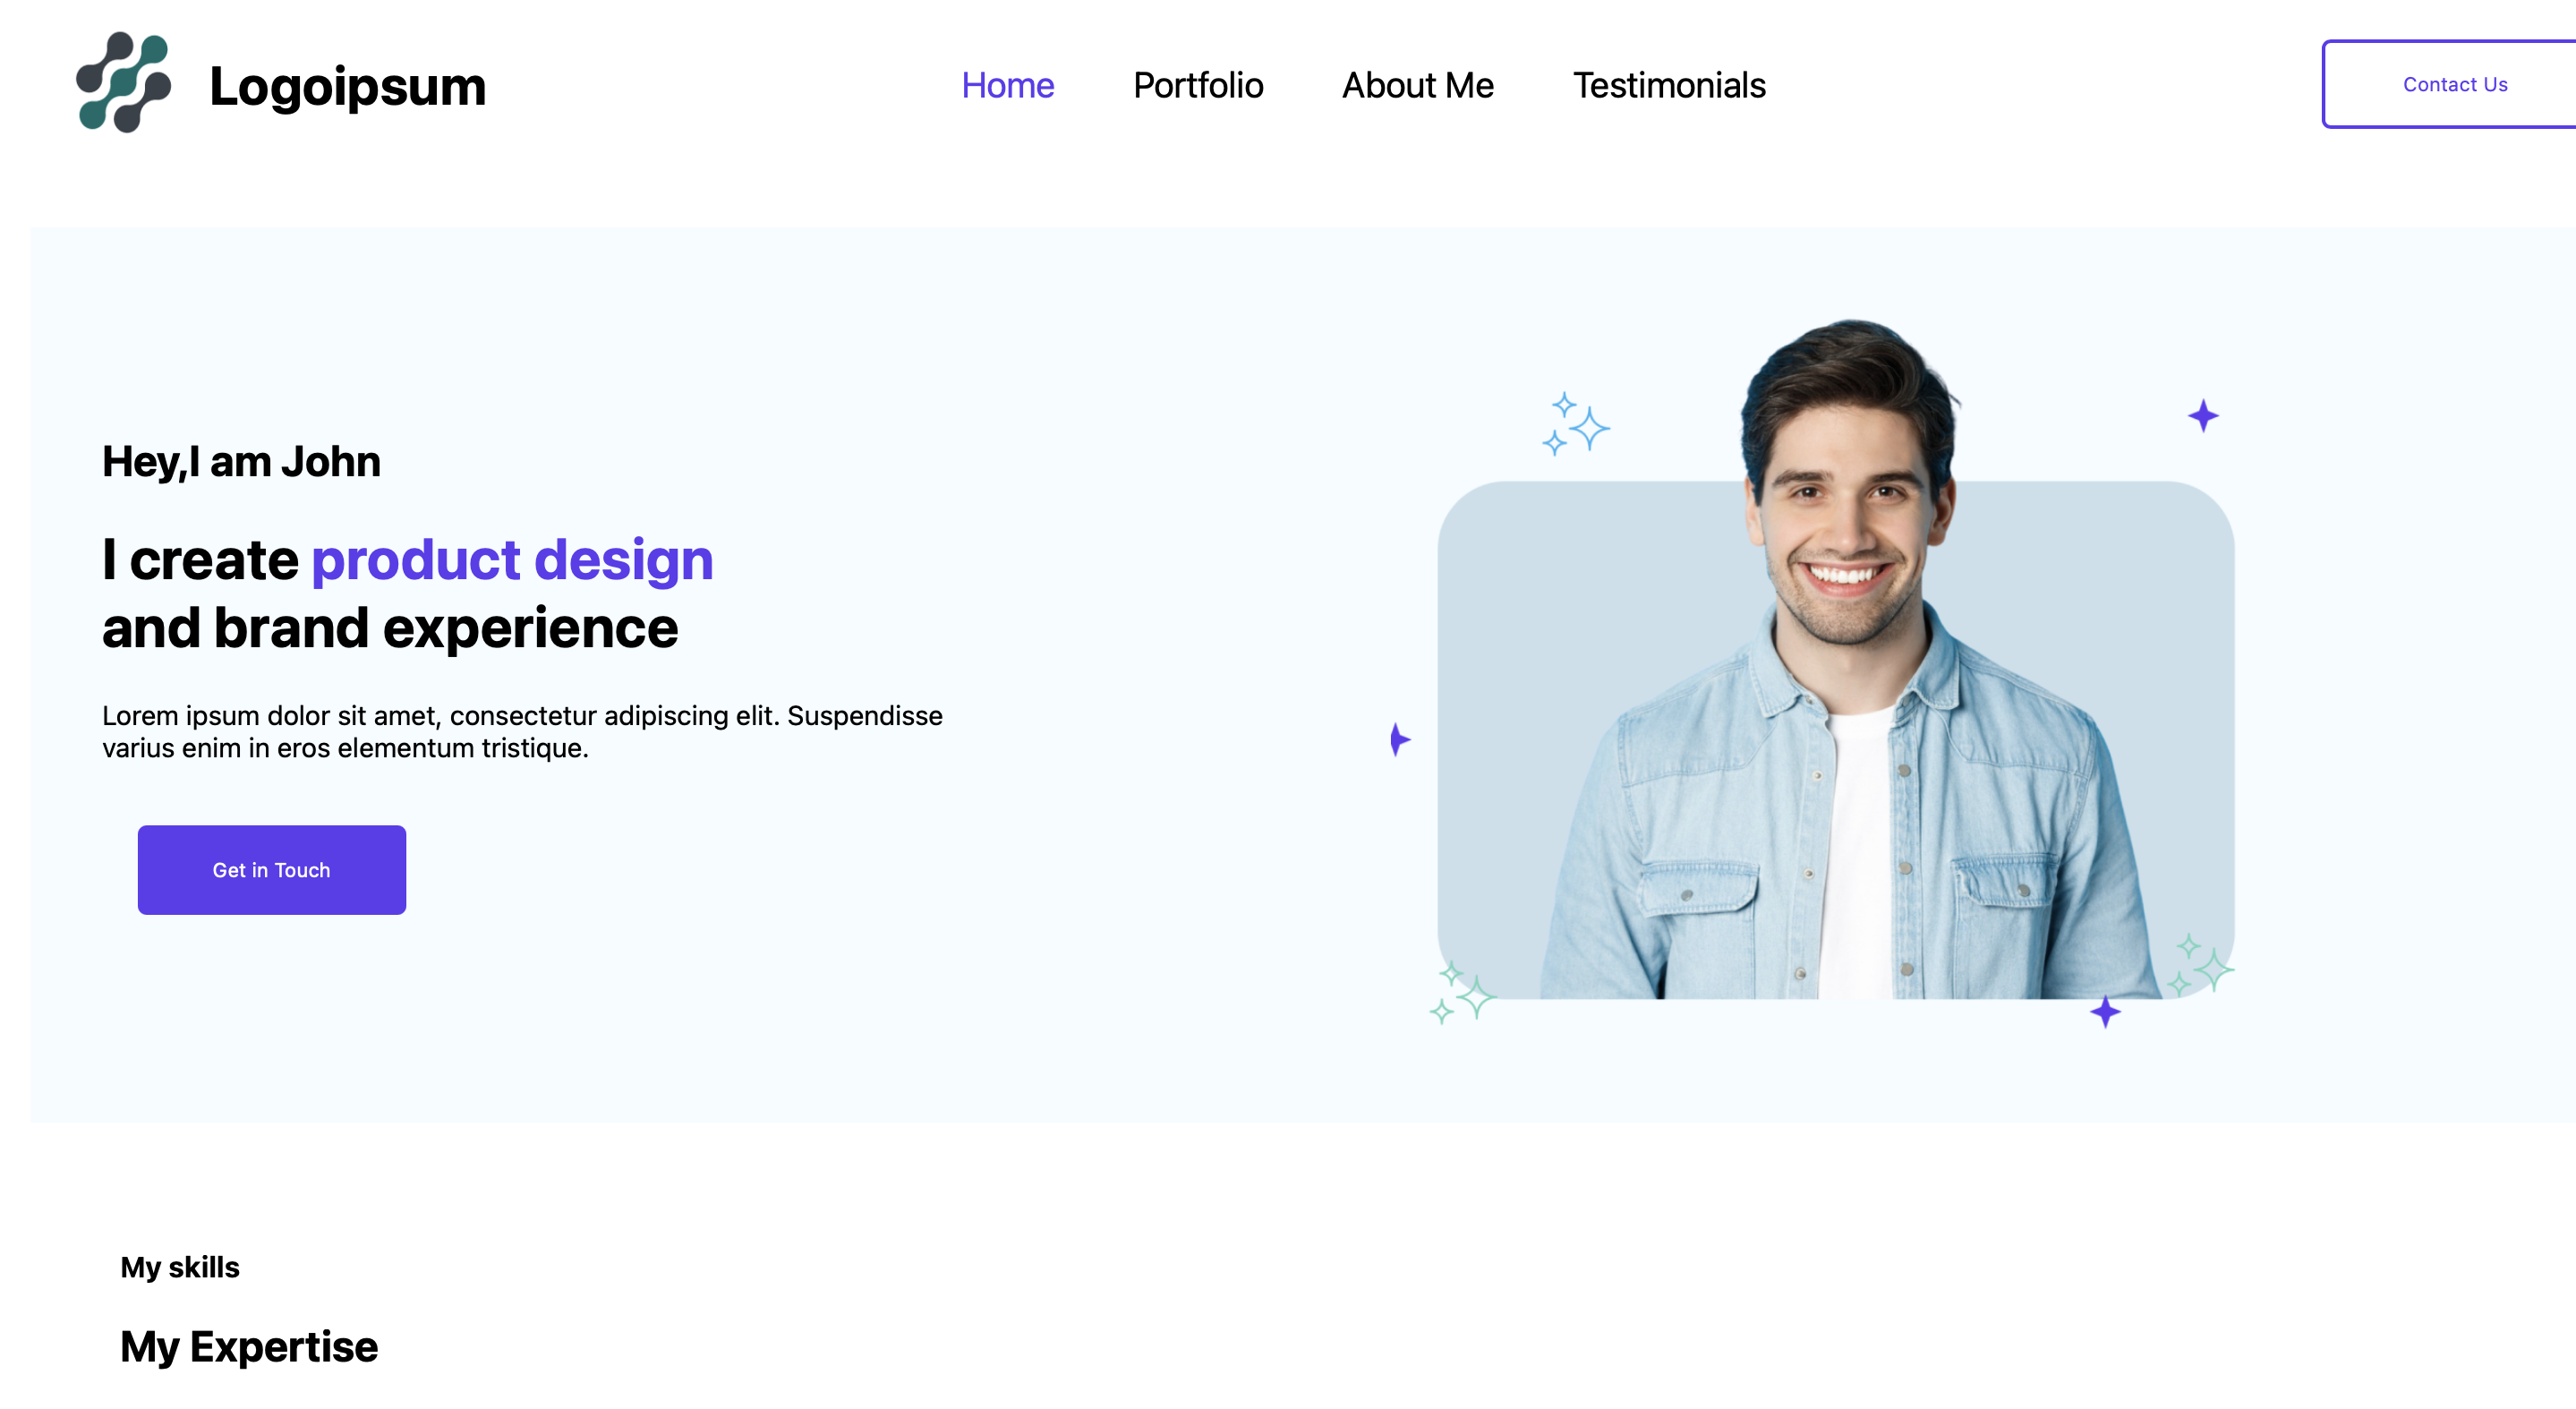 Logoipsum
Home
Portfolio
About Me
Testimonials
Contact Us
Hey,I am John
I create product design
and brand experience
Lorem ipsum dolor sit amet, consectetur adipiscing elit. Suspendisse
varius enim in eros elementum tristique.
Get in Touch
My skills
My Expertise